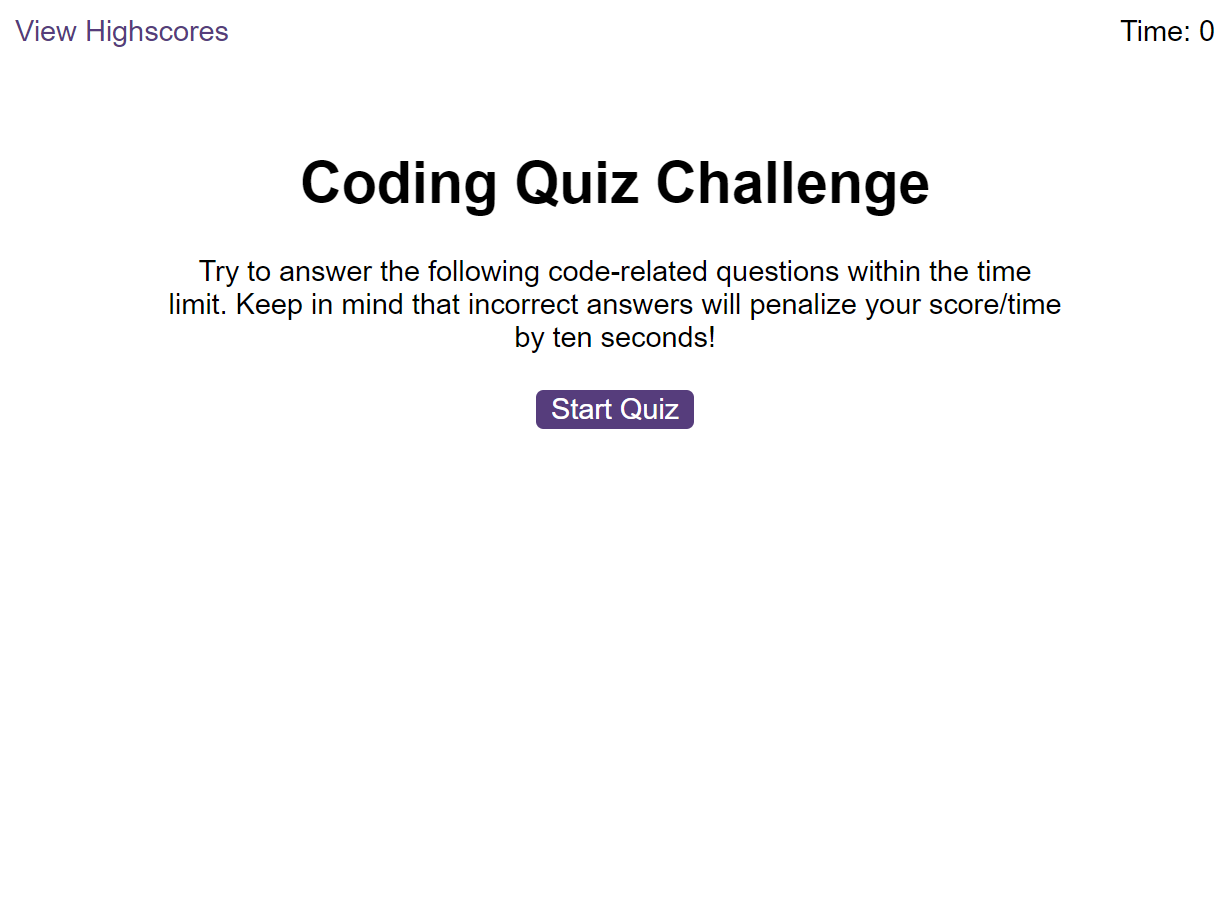 View Highscores
Time: 0
Coding Quiz Challenge
Try to answer the following code-related questions within the time
limit. Keep in mind that incorrect answers will penalize your score/time
by ten seconds!
Start Quiz